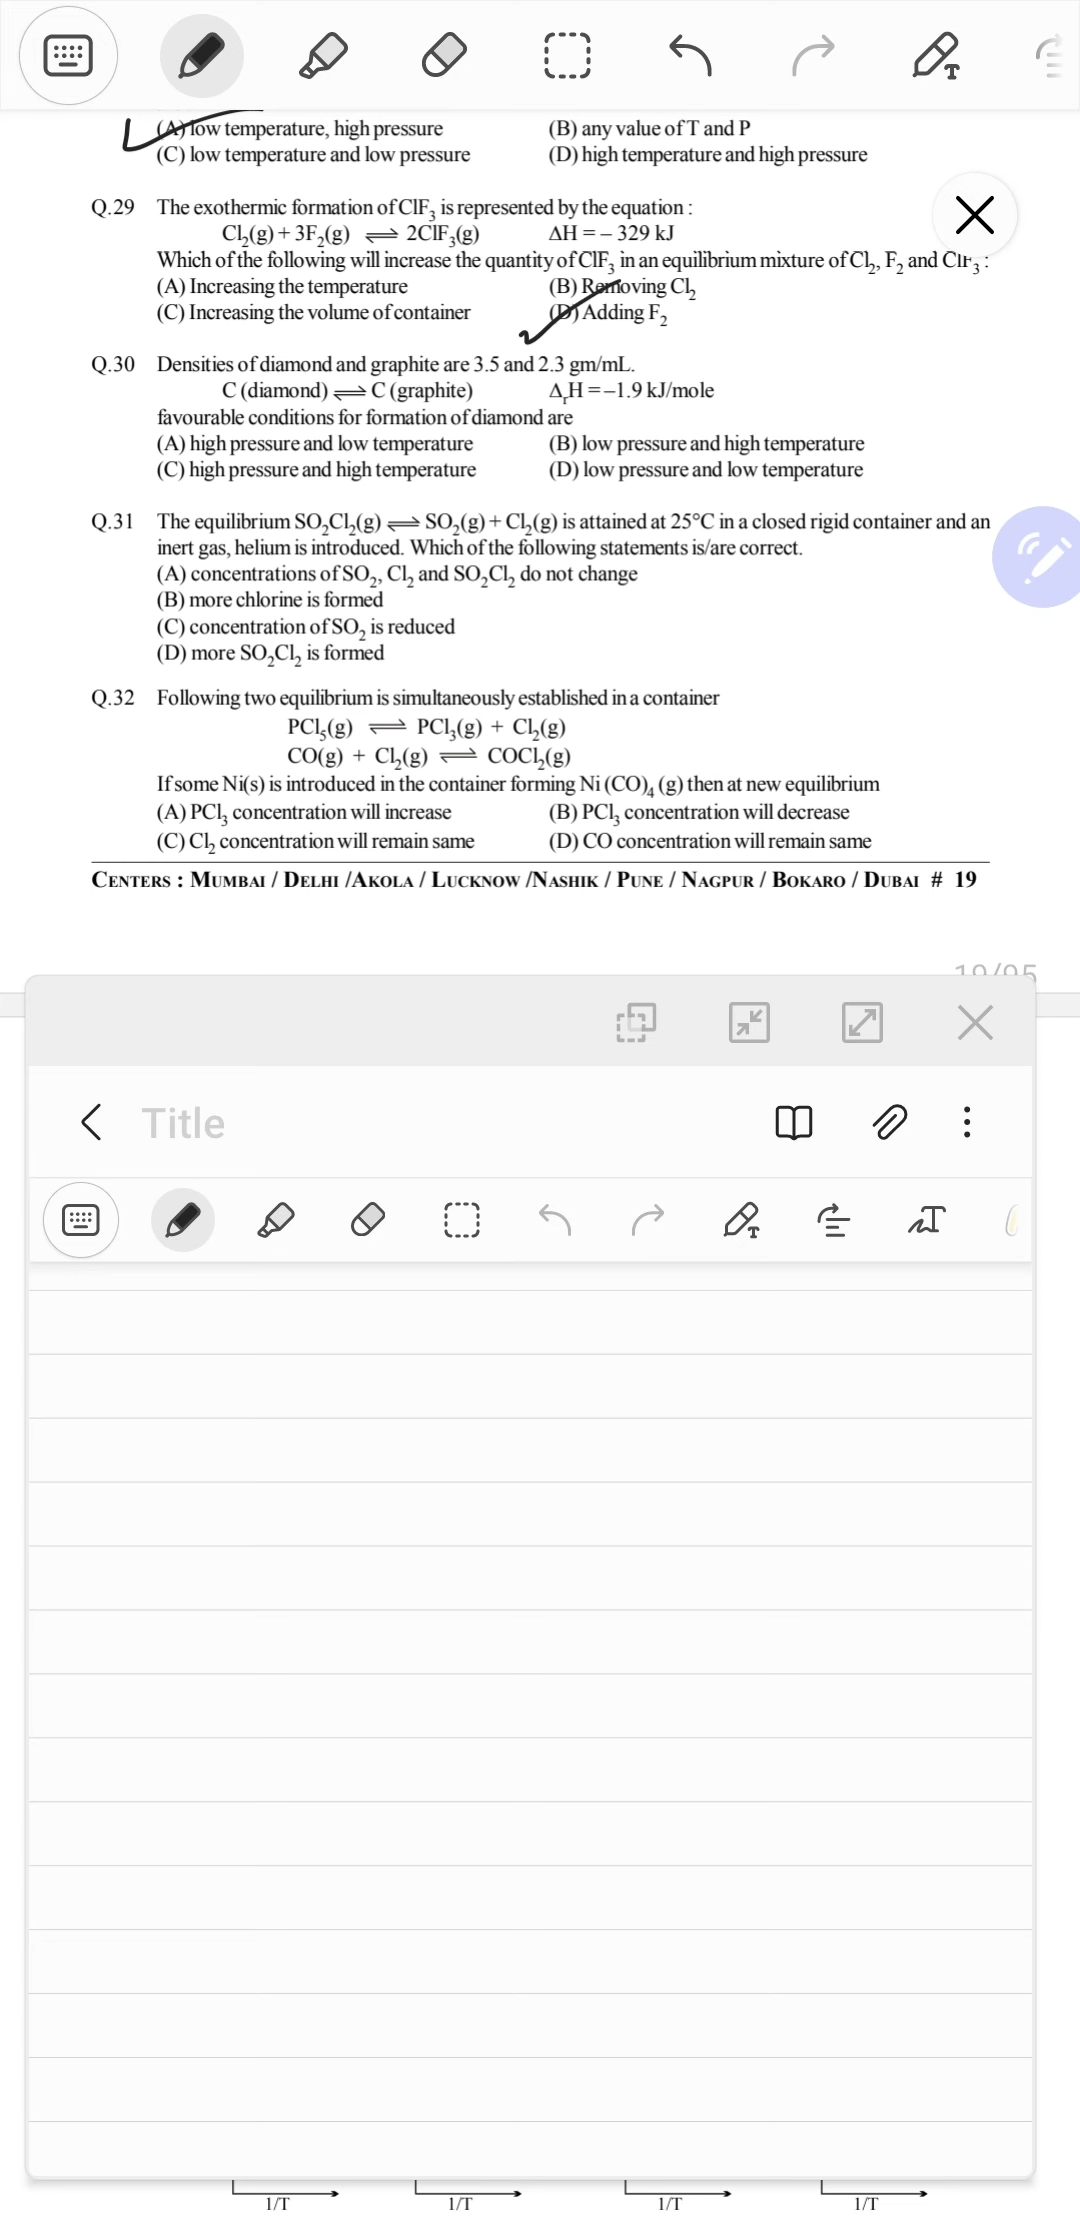 (A) low temperature, high pressure (B) any value of T and P
(C) low temperature and low pressure (D) high temperature and high pressure
Q.29 The exothermic formation of ClF₃ is represented by the equation :
Cl₂(g) + 3F₂(g) ⇌ 2ClF₃(g) ΔH = – 329 kJ
Which of the following will increase the quantity of ClF₃ in an equilibrium mixture of Cl₂, F₂ and ClF₃ :
(A) Increasing the temperature (B) Removing Cl₂
(C) Increasing the volume of container (D) Adding F₂
Q.30 Densities of diamond and graphite are 3.5 and 2.3 gm/mL.
C (diamond) ⇌ C (graphite) ΔᵣH = –1.9 kJ/mole
favourable conditions for formation of diamond are
(A) high pressure and low temperature (B) low pressure and high temperature
(C) high pressure and high temperature (D) low pressure and low temperature
Q.31 The equilibrium SO₂Cl₂(g) ⇌ SO₂(g) + Cl₂(g) is attained at 25°C in a closed rigid container and an
inert gas, helium is introduced. Which of the following statements is/are correct.
(A) concentrations of SO₂, Cl₂ and SO₂Cl₂ do not change
(B) more chlorine is formed
(C) concentration of SO₂ is reduced
(D) more SO₂Cl₂ is formed
Q.32 Following two equilibrium is simultaneously established in a container
PCl₅(g) ⇌ PCl₃(g) + Cl₂(g)
CO(g) + Cl₂(g) ⇌ COCl₂(g)
If some Ni(s) is introduced in the container forming Ni (CO)₄ (g) then at new equilibrium
(A) PCl₃ concentration will increase (B) PCl₃ concentration will decrease
(C) Cl₂ concentration will remain same (D) CO concentration will remain same
CENTERS : MUMBAI / DELHI /AKOLA / LUCKNOW /NASHIK / PUNE / NAGPUR / BOKARO / DUBAI # 19
19/95
Title
1/T 1/T 1/T 1/T